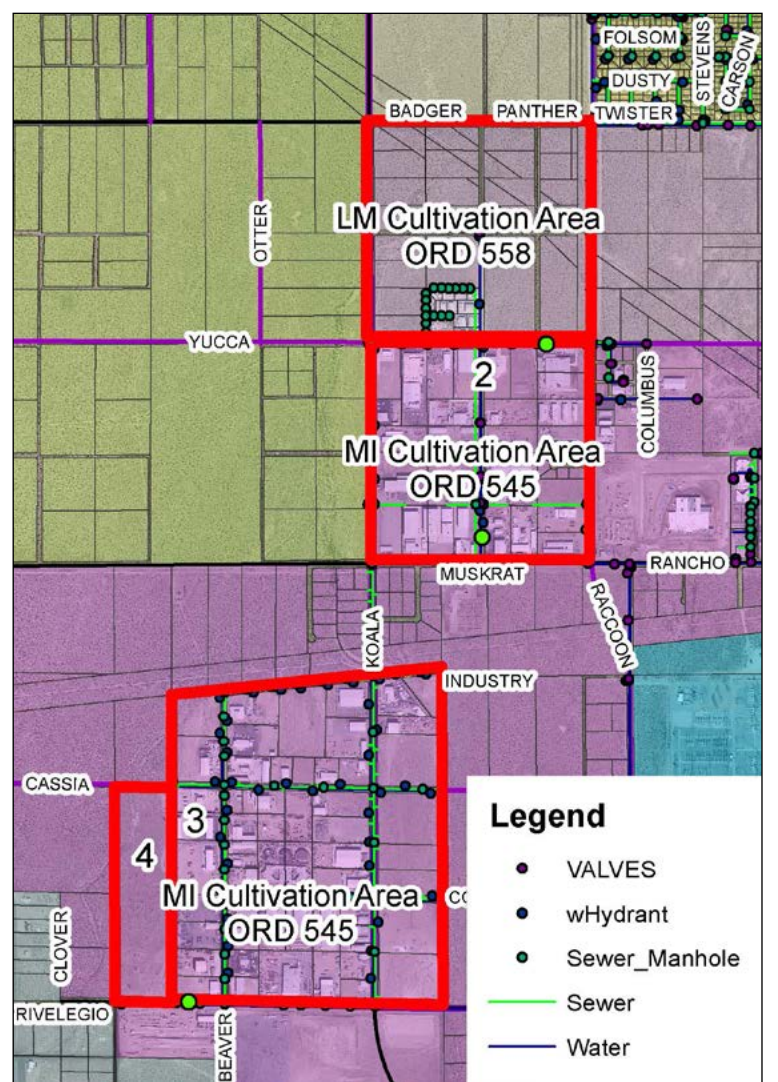 FOLSOM
STEVENS
CARSON
DUSTY
BADGER
PANTHER
TWISTER
OTTER
LM Cultivation Area
ORD 558
YUCCA
2
COLUMBUS
MI Cultivation Area
ORD 545
MUSKRAT
RANCHO
KOALA
RACCOON
INDUSTRY
CASSIA
3
4
MI Cultivation Area
ORD 545
CO
CLOVER
RIVELEGIO
BEAVER
Legend
VALVES
wHydrant
Sewer_Manhole
Sewer
Water